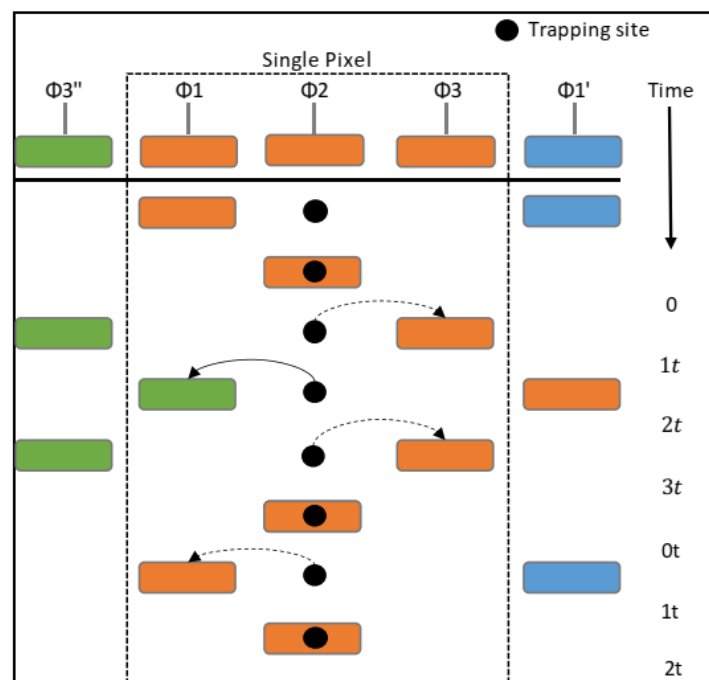 Trapping site
Single Pixel
Φ3" Φ1 Φ2 Φ3 Φ1' Time
0
1t
2t
3t
0t
1t
2t